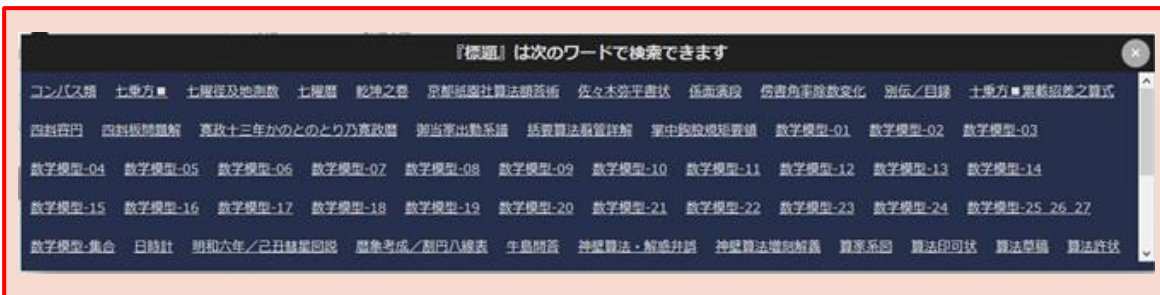 『標題』は次のワードで検索できます
コンパス類 七乗方■ 七曜径及地測数 七曜暦 乾坤之巻 京都祇園社算法額答術 佐々木弥平書状 係面演段 傍書角率除数変化 別伝／目録 十乗方■累載招差之算式
四斜容円 四斜板問題解 寛政十三年かのとのとり乃寛政暦 御当家出勤系譜 括要算法翦管詳解 掌中鉤股規矩要領 数学模型-01 数学模型-02 数学模型-03
数学模型-04 数学模型-05 数学模型-06 数学模型-07 数学模型-08 数学模型-09 数学模型-10 数学模型-11 数学模型-12 数学模型-13 数学模型-14
数学模型-15 数学模型-16 数学模型-17 数学模型-18 数学模型-19 数学模型-20 数学模型-21 数学模型-22 数学模型-23 数学模型-24 数学模型-25_26_27
数学模型-集合 日時計 明和六年／己丑彗星図説 暦象考成／割円八線表 牛島問答 神壁算法・解惑弁誤 神壁算法増刻解義 算家系図 算法印可状 算法草稿 算法許状